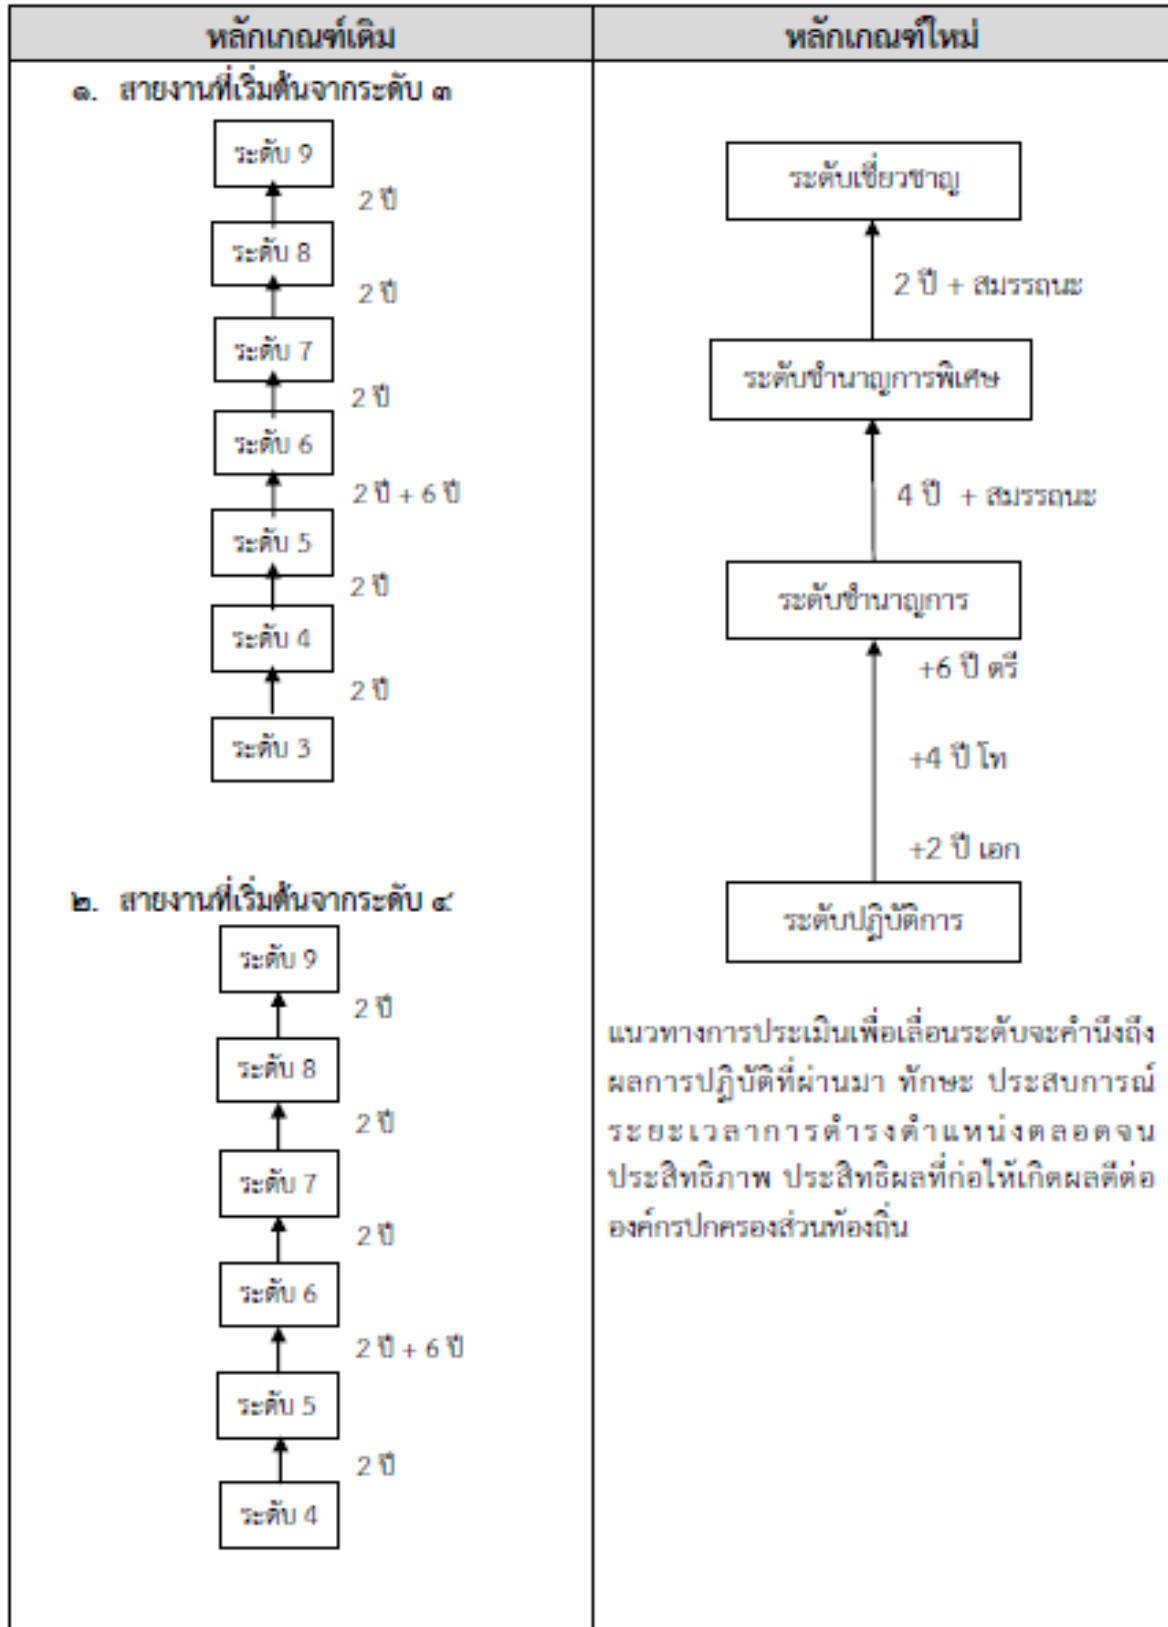 หลักเกณฑ์เดิม
๑. สายงานที่เริ่มต้นจากระดับ ๓
ระดับ 9
2 ปี
ระดับ 8
2 ปี
ระดับ 7
2 ปี
ระดับ 6
2 ปี + 6 ปี
ระดับ 5
2 ปี
ระดับ 4
2 ปี
ระดับ 3
๒. สายงานที่เริ่มต้นจากระดับ ๔
ระดับ 9
2 ปี
ระดับ 8
2 ปี
ระดับ 7
2 ปี
ระดับ 6
2 ปี + 6 ปี
ระดับ 5
2 ปี
ระดับ 4
หลักเกณฑ์ใหม่
ระดับเชี่ยวชาญ
2 ปี + สมรรถนะ
ระดับชำนาญการพิเศษ
4 ปี + สมรรถนะ
ระดับชำนาญการ
+6 ปี ตรี
+4 ปี โท
+2 ปี เอก
ระดับปฏิบัติการ
แนวทางการประเมินเพื่อเลื่อนระดับจะคำนึงถึง
ผลการปฏิบัติที่ผ่านมา ทักษะ ประสบการณ์
ระยะเวลาการดำรงตำแหน่งตลอดจน
ประสิทธิภาพ ประสิทธิผลที่ก่อให้เกิดผลดีต่อ
องค์กรปกครองส่วนท้องถิ่น